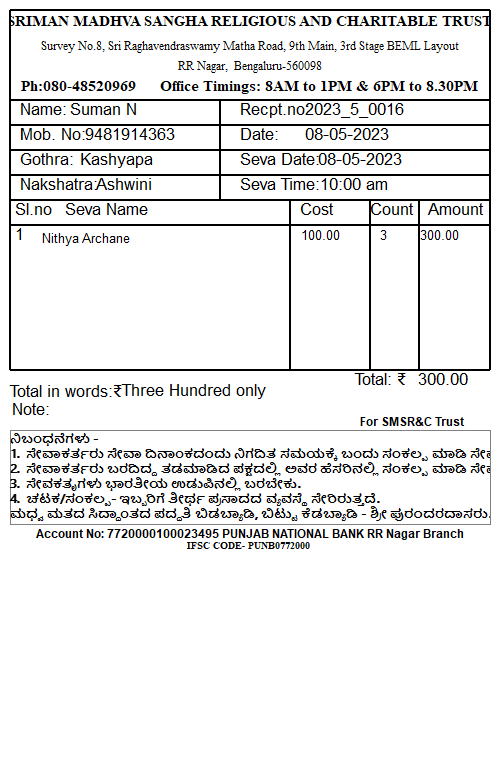 SRIMAN MADHVA SANGHA RELIGIOUS AND CHARITABLE TRUST
Survey No.8, Sri Raghavendraswamy Matha Road, 9th Main, 3rd Stage BEML Layout
RR Nagar, Bengaluru-560098
Ph:080-48520969 Office Timings: 8AM to 1PM & 6PM to 8.30PM
Name: Suman N Recpt.no2023_5_0016
Mob. No:9481914363 Date: 08-05-2023
Gothra: Kashyapa Seva Date:08-05-2023
Nakshatra:Ashwini Seva Time:10:00 am
Sl.no Seva Name Cost Count Amount
1 Nithya Archane 100.00 3 300.00
Total: ₹ 300.00
Total in words:₹Three Hundred only
Note:
For SMSR&C Trust
ನಿಬಂಧನೆಗಳು -
1. ಸೇವಾಕರ್ತರು ಸೇವಾ ದಿನಾಂಕದಂದು ನಿಗದಿತ ಸಮಯಕ್ಕೆ ಬಂದು ಸಂಕಲ್ಪ ಮಾಡಿ
2. ಸೇವಾಕರ್ತರು ಬರದಿದ್ದ ತಡಮಾಡಿದ ಪಕ್ಷದಲ್ಲಿ ಅವರ ಹೆಸರಿನಲ್ಲಿ ಸಂಕಲ್ಪ ಮಾಡಿ
3. ಸೇವಕತೃಗಳು ಭಾರತೀಯ ಉಡುಪಿನಲ್ಲಿ ಬರಬೇಕು.
4. ಚಟಕ/ಸಂಕಲ್ಪ- ಇಬ್ಬರಿಗೆ ತೀರ್ಥ ಪ್ರಸಾದದ ವ್ಯವಸ್ಥೆ ಸೇರಿರುತ್ತದೆ.
ಮಧ್ವ ಮತದ ಸಿದ್ಧಾಂತದ ಪದ್ಧತಿ ಬಿಡಬ್ಯಾಡಿ, ಬಿಟ್ಟು ಕೆಡಬ್ಯಾಡಿ - ಶ್ರೀ ಪುರಂದರದಾಸರು.
Account No: 7720000100023495 PUNJAB NATIONAL BANK RR Nagar Branch
IFSC CODE- PUNB0772000